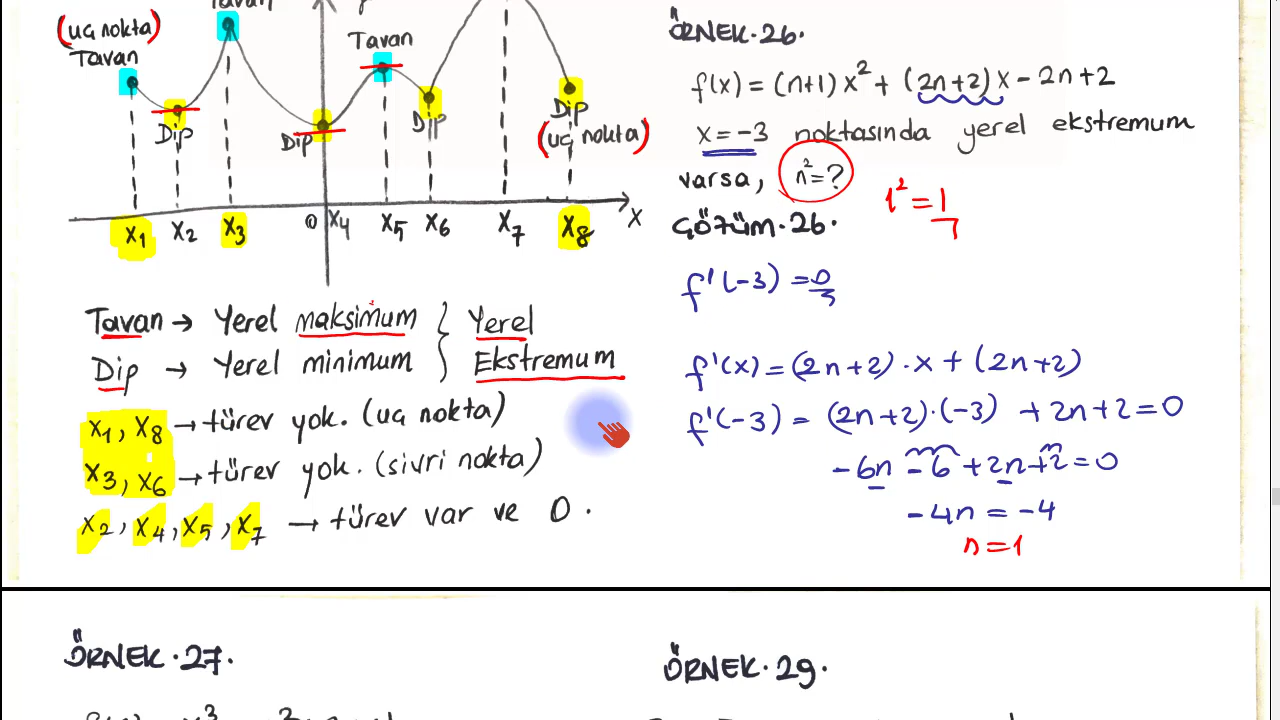 Tavan
(uç nokta)
Tavan
Tavan
Dip
Dip
Dip
Dip
(uç nokta)
x1 x2 x3 0 x4 x5 x6 x7 x8 x
Tavan → Yerel maksimum } Yerel
Dip → Yerel minimum } Ekstremum
x1, x8 → türev yok. (uç nokta)
x3, x6 → türev yok. (sivri nokta)
x2, x4, x5, x7 → türev var ve 0.
ÖRNEK.26.
f(x) = (n+1) x² + (2n+2) x - 2n + 2
x = -3 noktasında yerel ekstremum
varsa, n² = ?
1² = 1
ÇÖZÜM.26.
f'(-3) = 0
f'(x) = (2n+2)·x + (2n+2)
f'(-3) = (2n+2)·(-3) + 2n+2 = 0
-6n - 6 + 2n + 2 = 0
-4n = -4
n = 1
ÖRNEK.27.
ÖRNEK.29.